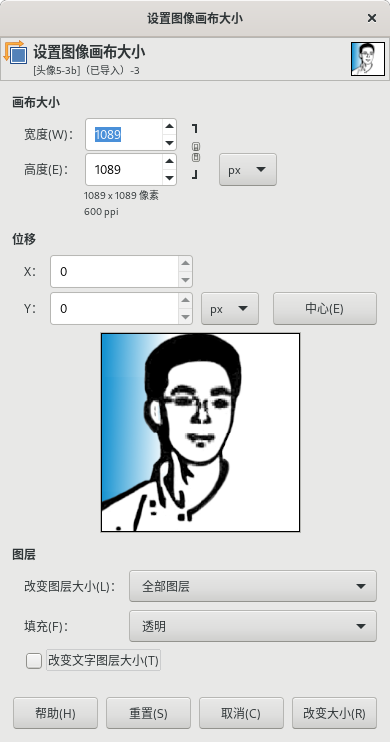 设置图像画布大小
设置图像画布大小
[头像5-3b]（已导入）-3
画布大小
宽度(W)： 1089
高度(E)： 1089 px
1089 x 1089 像素
600 ppi
位移
X： 0
Y： 0 px 中心(E)
图层
改变图层大小(L)： 全部图层
填充(F)： 透明
改变文字图层大小(T)
帮助(H) 重置(S) 取消(C) 改变大小(R)